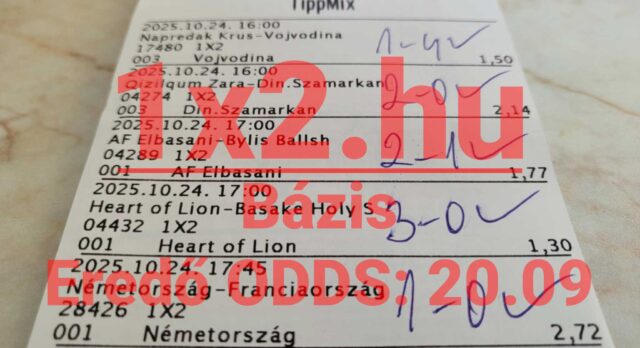 TippMix
2025.10.24. 16:00
Napredak Krus-Vojvodina
17480 1X2
1-4 ✓
003 Vojvodina 1,50
2025.10.24. 16:00
Qizilqum Zara-Din.Szamarkan
04274 1X2
2-0 ✓
003 Din.Szamarkan 2,14
2025.10.24. 17:00
AF Elbasani-Bylis Ballsh
04289 1X2
2-1 ✓
001 AF Elbasani 1,77
2025.10.24. 17:00
Heart of Lion-Basake Holy S
04432 1X2
3-0 ✓
001 Heart of Lion 1,30
2025.10.24. 17:45
Németország-Franciaország
28426 1X2
1-0 ✓
001 Németország 2,72
1x2.hu
Bázis
Eredő ODDS: 20.09